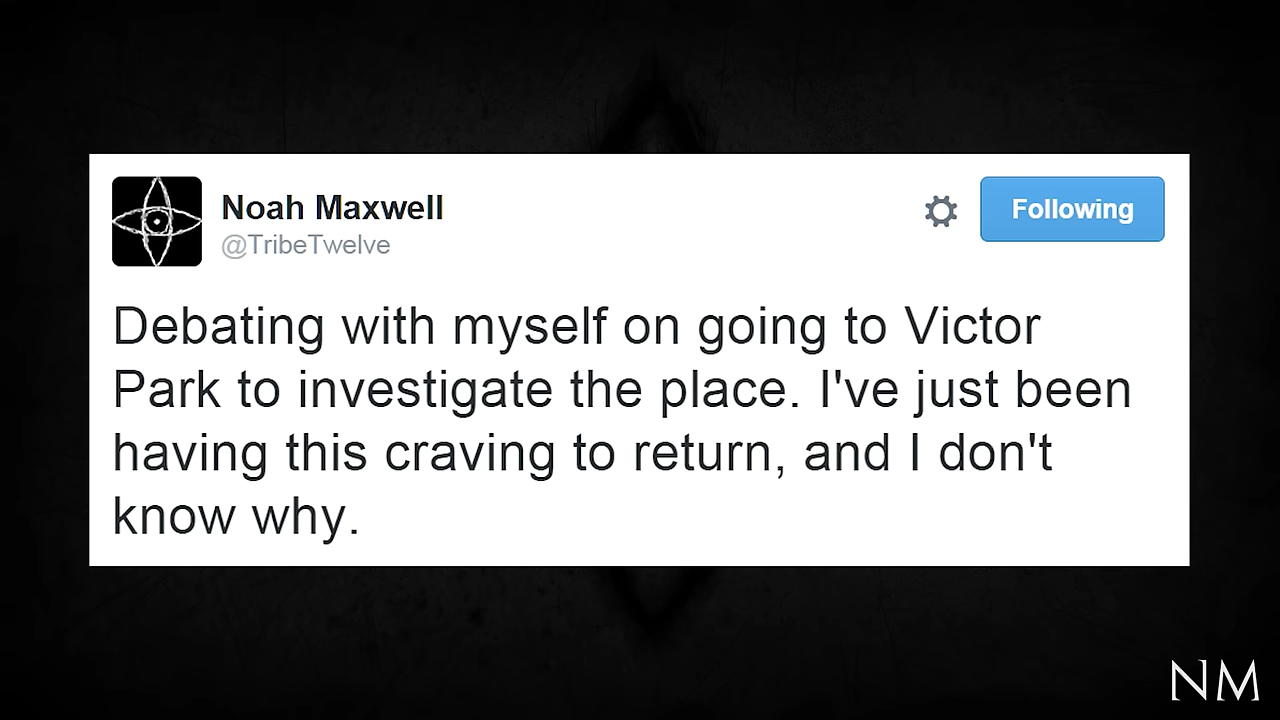 Noah Maxwell
@TribeTwelve
Following
Debating with myself on going to Victor
Park to investigate the place. I've just been
having this craving to return, and I don't
know why.
NM